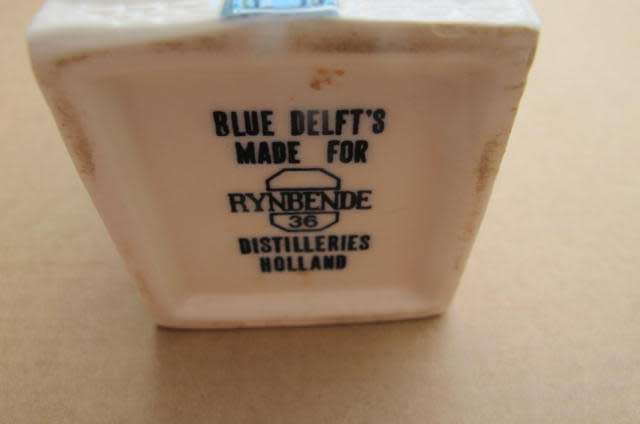 BLUE DELFT'S
MADE FOR
RYNBENDE
36
DISTILLERIES
HOLLAND